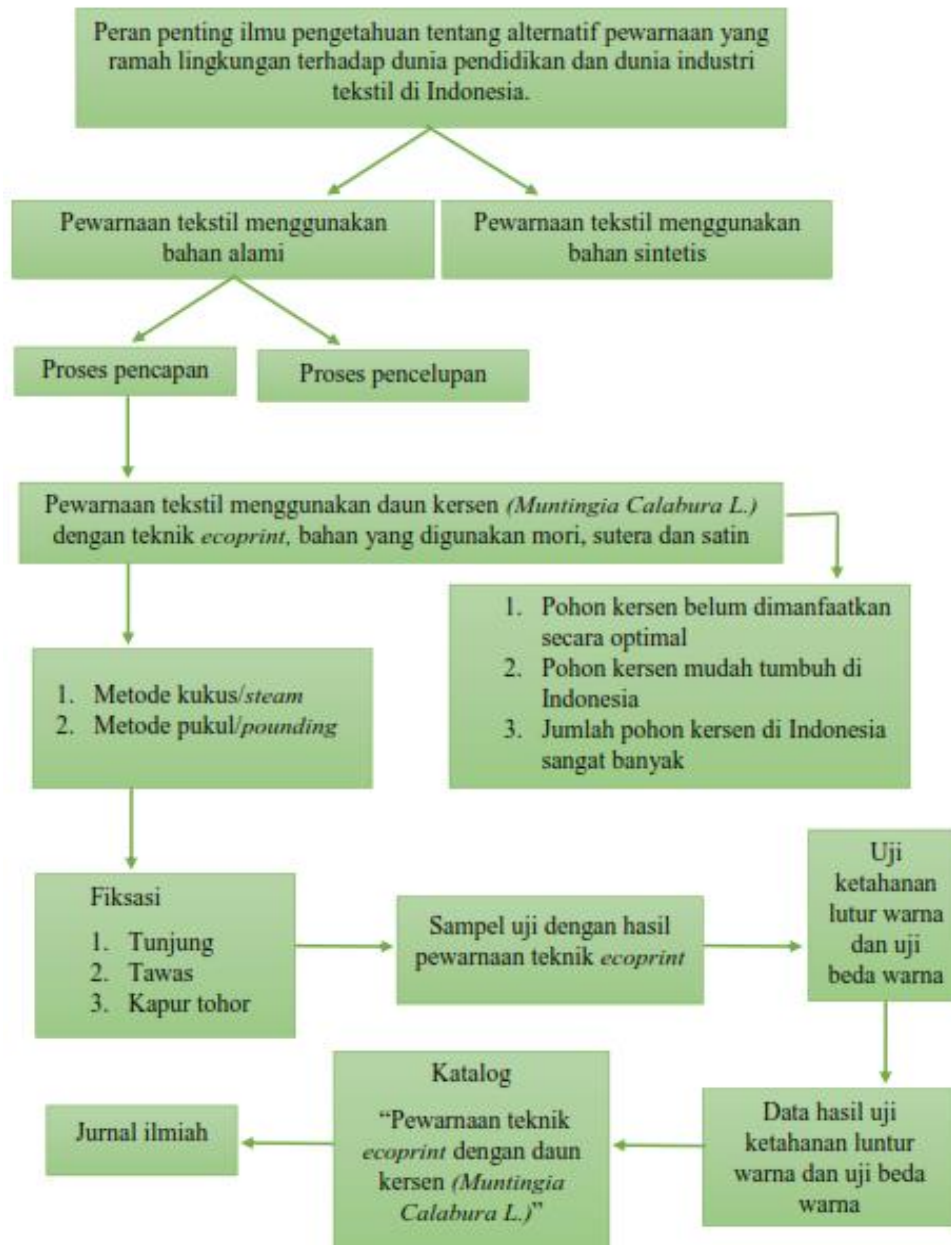 Peran penting ilmu pengetahuan tentang alternatif pewarnaan yang
ramah lingkungan terhadap dunia pendidikan dan dunia industri
tekstil di Indonesia.
Pewarnaan tekstil menggunakan
bahan alami
Pewarnaan tekstil menggunakan
bahan sintetis
Proses pencapan
Proses pencelupan
Pewarnaan tekstil menggunakan daun kersen (Muntingia Calabura L.)
dengan teknik ecoprint, bahan yang digunakan mori, sutera dan satin
1. Pohon kersen belum dimanfaatkan
secara optimal
2. Pohon kersen mudah tumbuh di
Indonesia
3. Jumlah pohon kersen di Indonesia
sangat banyak
1. Metode kukus/steam
2. Metode pukul/pounding
Fiksasi
1. Tunjung
2. Tawas
3. Kapur tohor
Sampel uji dengan hasil
pewarnaan teknik ecoprint
Uji
ketahanan
lutur warna
dan uji
beda warna
Data hasil uji
ketahanan luntur
warna dan uji beda
warna
Katalog
“Pewarnaan teknik
ecoprint dengan daun
kersen (Muntingia
Calabura L.)”
Jurnal ilmiah